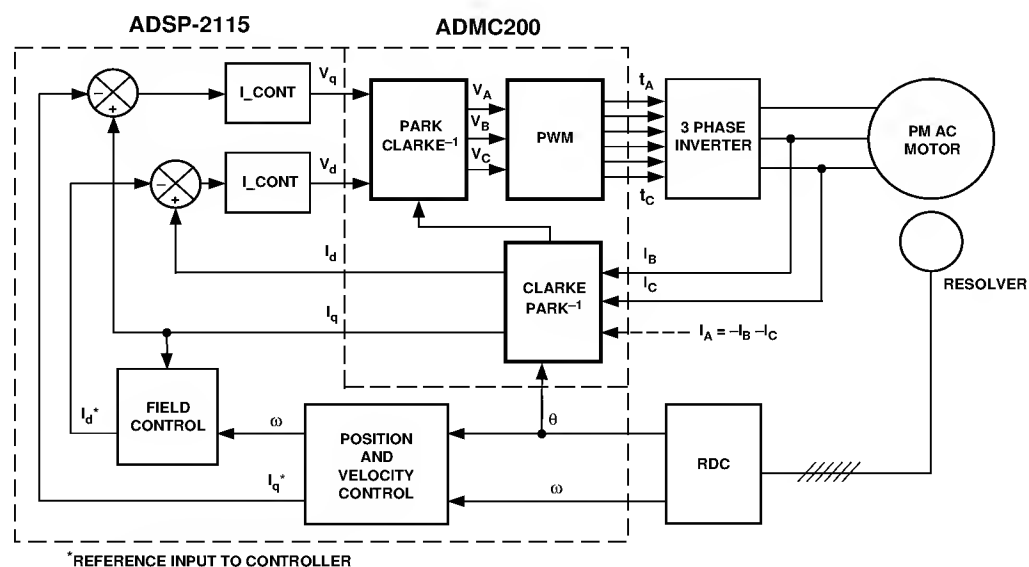 ADSP-2115
ADMC200
I_CONT
V_q
PARK
CLARKE⁻¹
V_A
V_B
V_C
PWM
t_A
t_C
3 PHASE
INVERTER
PM AC
MOTOR
I_CONT
V_d
I_d
I_q
CLARKE
PARK⁻¹
I_B
I_C
I_A = –I_B –I_C
RESOLVER
FIELD
CONTROL
I_d*
I_q*
ω
POSITION
AND
VELOCITY
CONTROL
θ
ω
RDC
*REFERENCE INPUT TO CONTROLLER
– +
– +